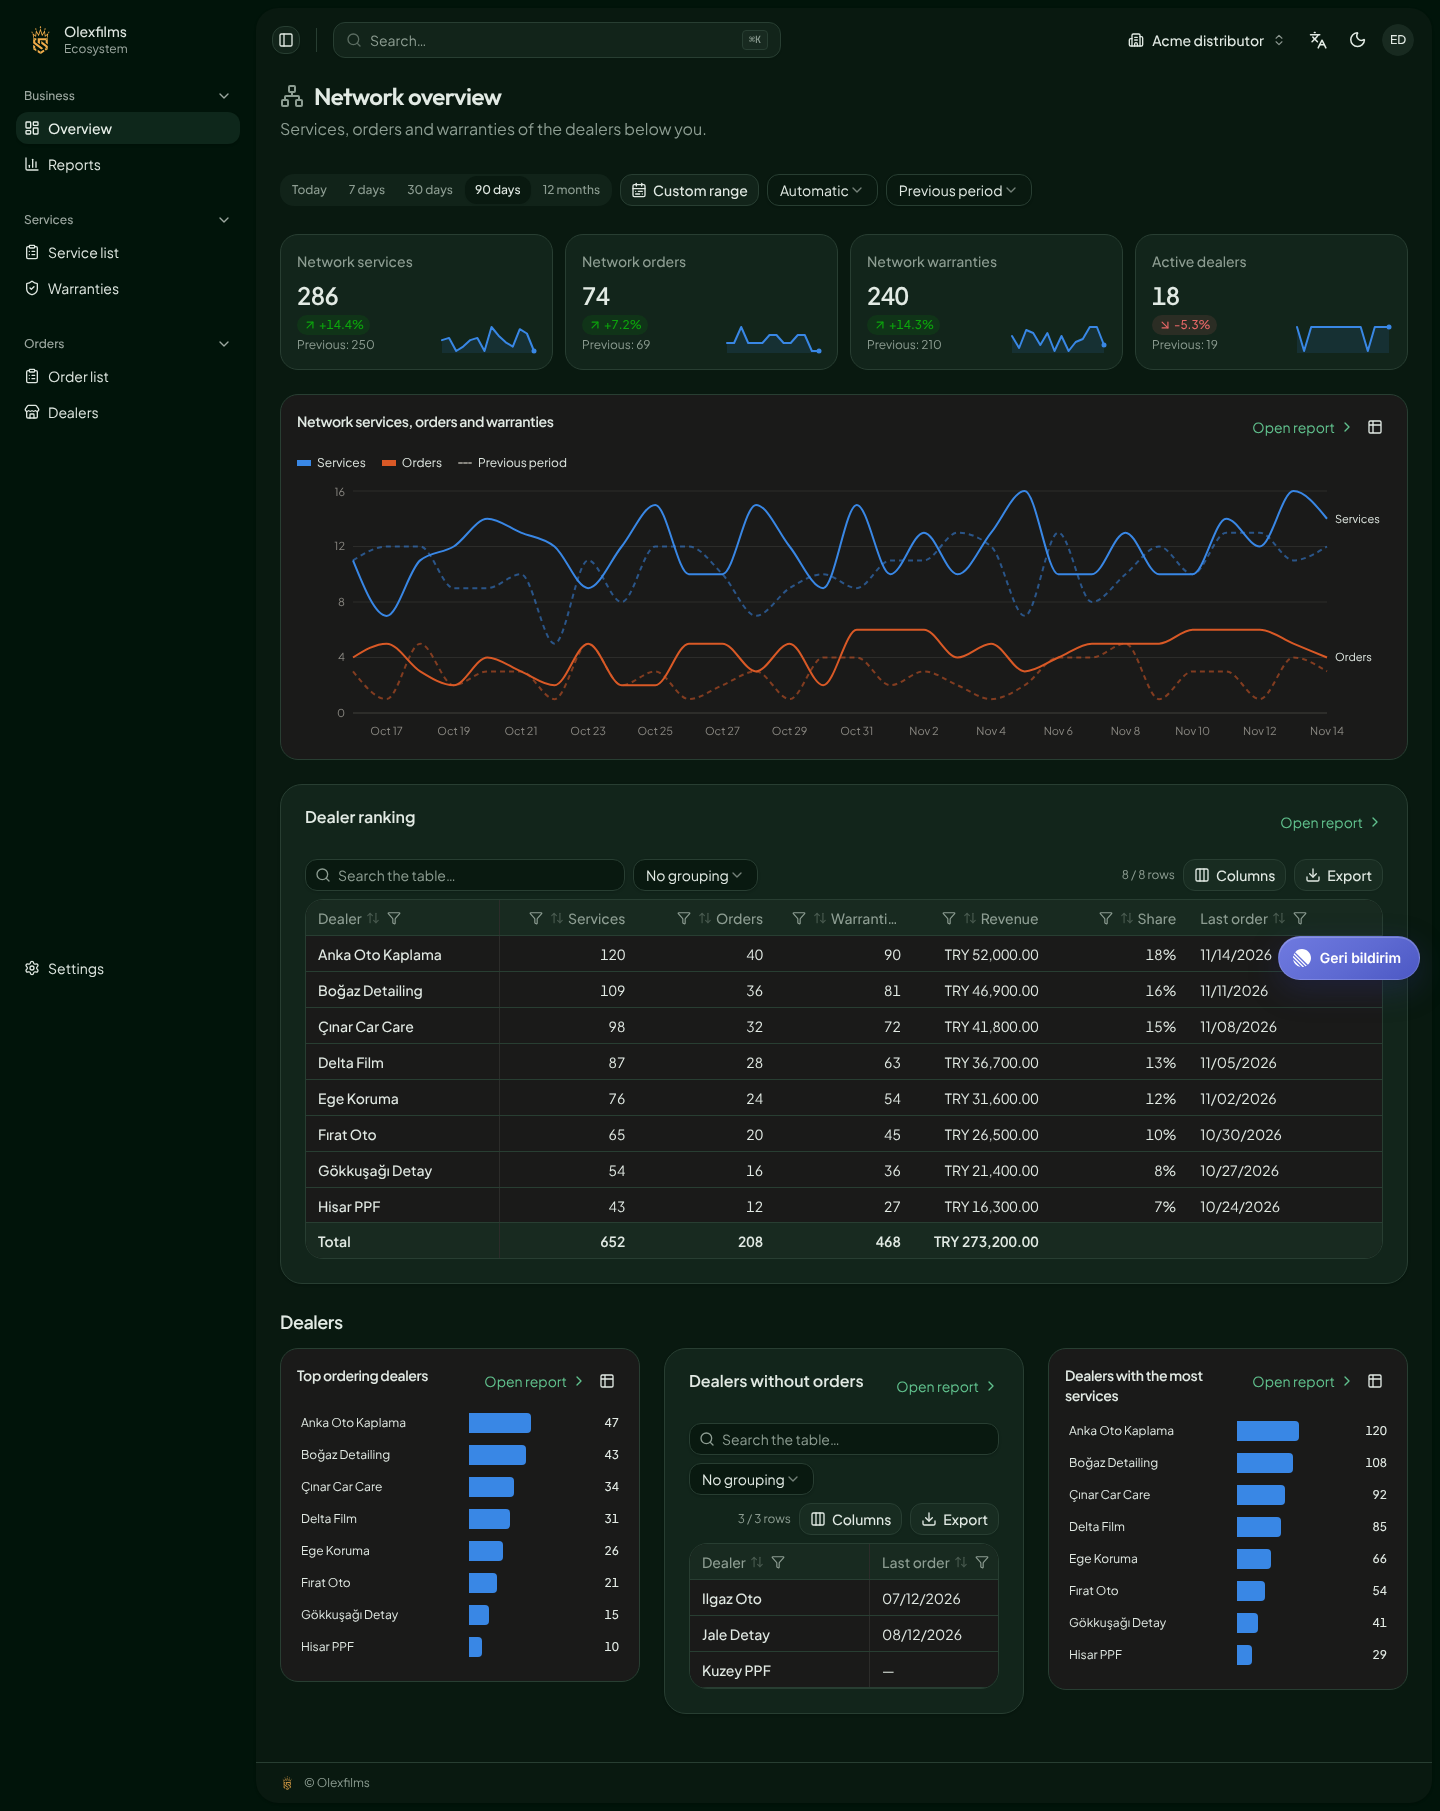 Olexfilms
Ecosystem
Business
Overview
Reports
Services
Service list
Warranties
Orders
Order list
Dealers
Settings
Search...
⌘K
Acme distributor
ED
Network overview
Services, orders and warranties of the dealers below you.
Today 7 days 30 days 90 days 12 months Custom range Automatic Previous period
Network services
286
+14.4%
Previous: 250
Network orders
74
+7.2%
Previous: 69
Network warranties
240
+14.3%
Previous: 210
Active dealers
18
-5.3%
Previous: 19
Network services, orders and warranties
Open report
Services Orders Previous period
16
12
8
4
0
Services
Orders
Oct 17 Oct 19 Oct 21 Oct 23 Oct 25 Oct 27 Oct 29 Oct 31 Nov 2 Nov 4 Nov 6 Nov 8 Nov 10 Nov 12 Nov 14
Dealer ranking
Open report
Search the table...
No grouping
8 / 8 rows
Columns
Export
Dealer Services Orders Warranti... Revenue Share Last order
Anka Oto Kaplama 120 40 90 TRY 52,000.00 18% 11/14/2026
Boğaz Detailing 109 36 81 TRY 46,900.00 16% 11/11/2026
Çınar Car Care 98 32 72 TRY 41,800.00 15% 11/08/2026
Delta Film 87 28 63 TRY 36,700.00 13% 11/05/2026
Ege Koruma 76 24 54 TRY 31,600.00 12% 11/02/2026
Fırat Oto 65 20 45 TRY 26,500.00 10% 10/30/2026
Gökkuşağı Detay 54 16 36 TRY 21,400.00 8% 10/27/2026
Hisar PPF 43 12 27 TRY 16,300.00 7% 10/24/2026
Total 652 208 468 TRY 273,200.00
Geri bildirim
Dealers
Top ordering dealers
Open report
Anka Oto Kaplama 47
Boğaz Detailing 43
Çınar Car Care 34
Delta Film 31
Ege Koruma 26
Fırat Oto 21
Gökkuşağı Detay 15
Hisar PPF 10
Dealers without orders
Open report
Search the table...
No grouping
3 / 3 rows
Columns
Export
Dealer Last order
Ilgaz Oto 07/12/2026
Jale Detay 08/12/2026
Kuzey PPF —
Dealers with the most
services
Open report
Anka Oto Kaplama 120
Boğaz Detailing 108
Çınar Car Care 92
Delta Film 85
Ege Koruma 66
Fırat Oto 54
Gökkuşağı Detay 41
Hisar PPF 29
© Olexfilms